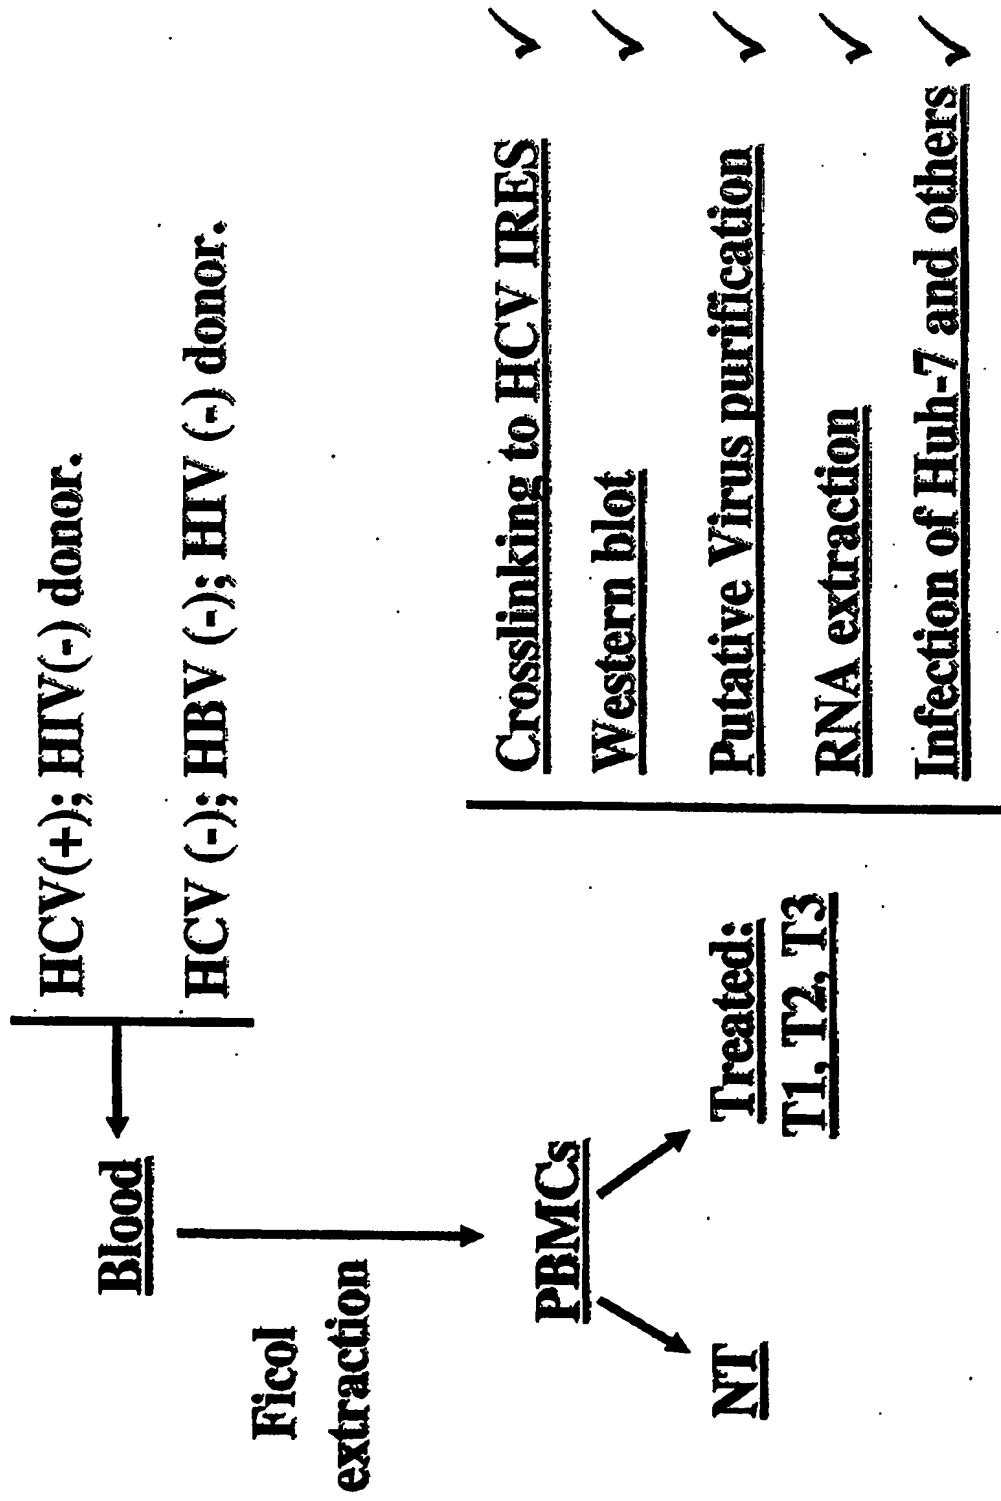 HCV(+); HIV(-) donor.
Blood
HCV (-); HBV (-); HIV (-) donor.
Ficol
extraction
PBMCs
NT
Treated:
T1, T2, T3
Crosslinking to HCV IRES ✓
Western blot ✓
Putative Virus purification ✓
RNA extraction ✓
Infection of Huh-7 and others ✓